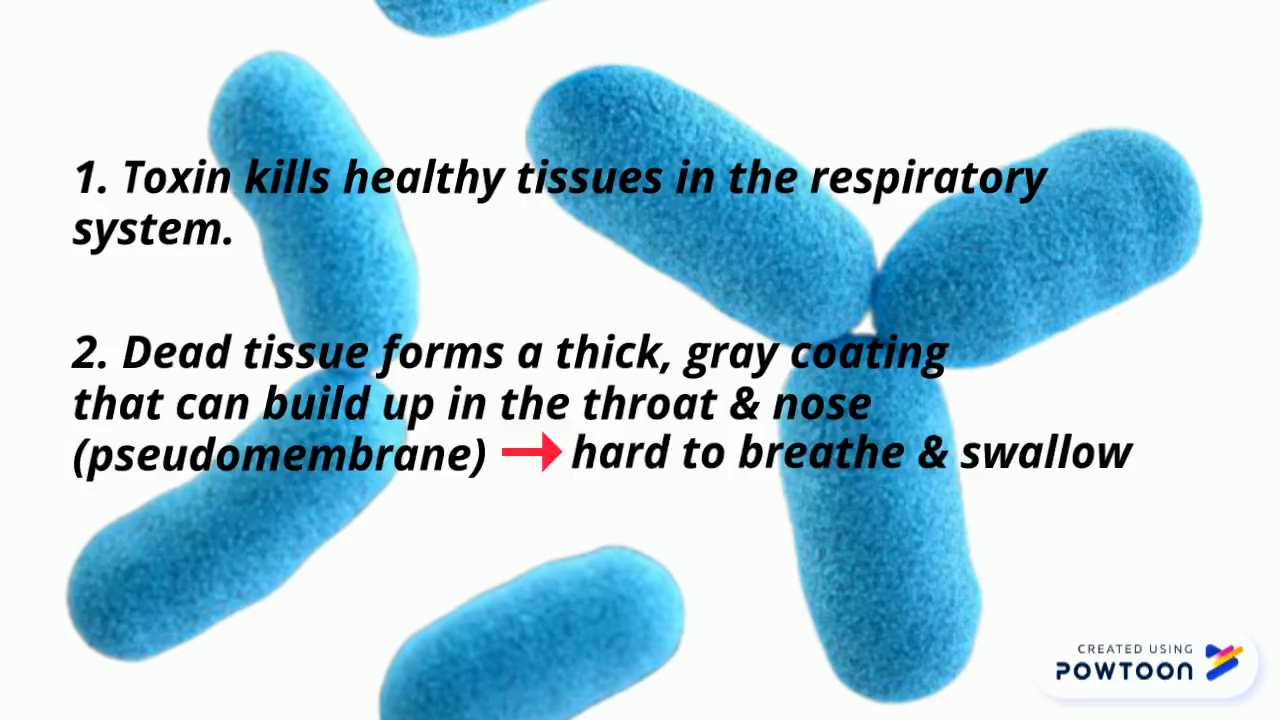 1. Toxin kills healthy tissues in the respiratory
system.
2. Dead tissue forms a thick, gray coating
that can build up in the throat & nose
(pseudomembrane) hard to breathe & swallow
CREATED USING
POWTOON